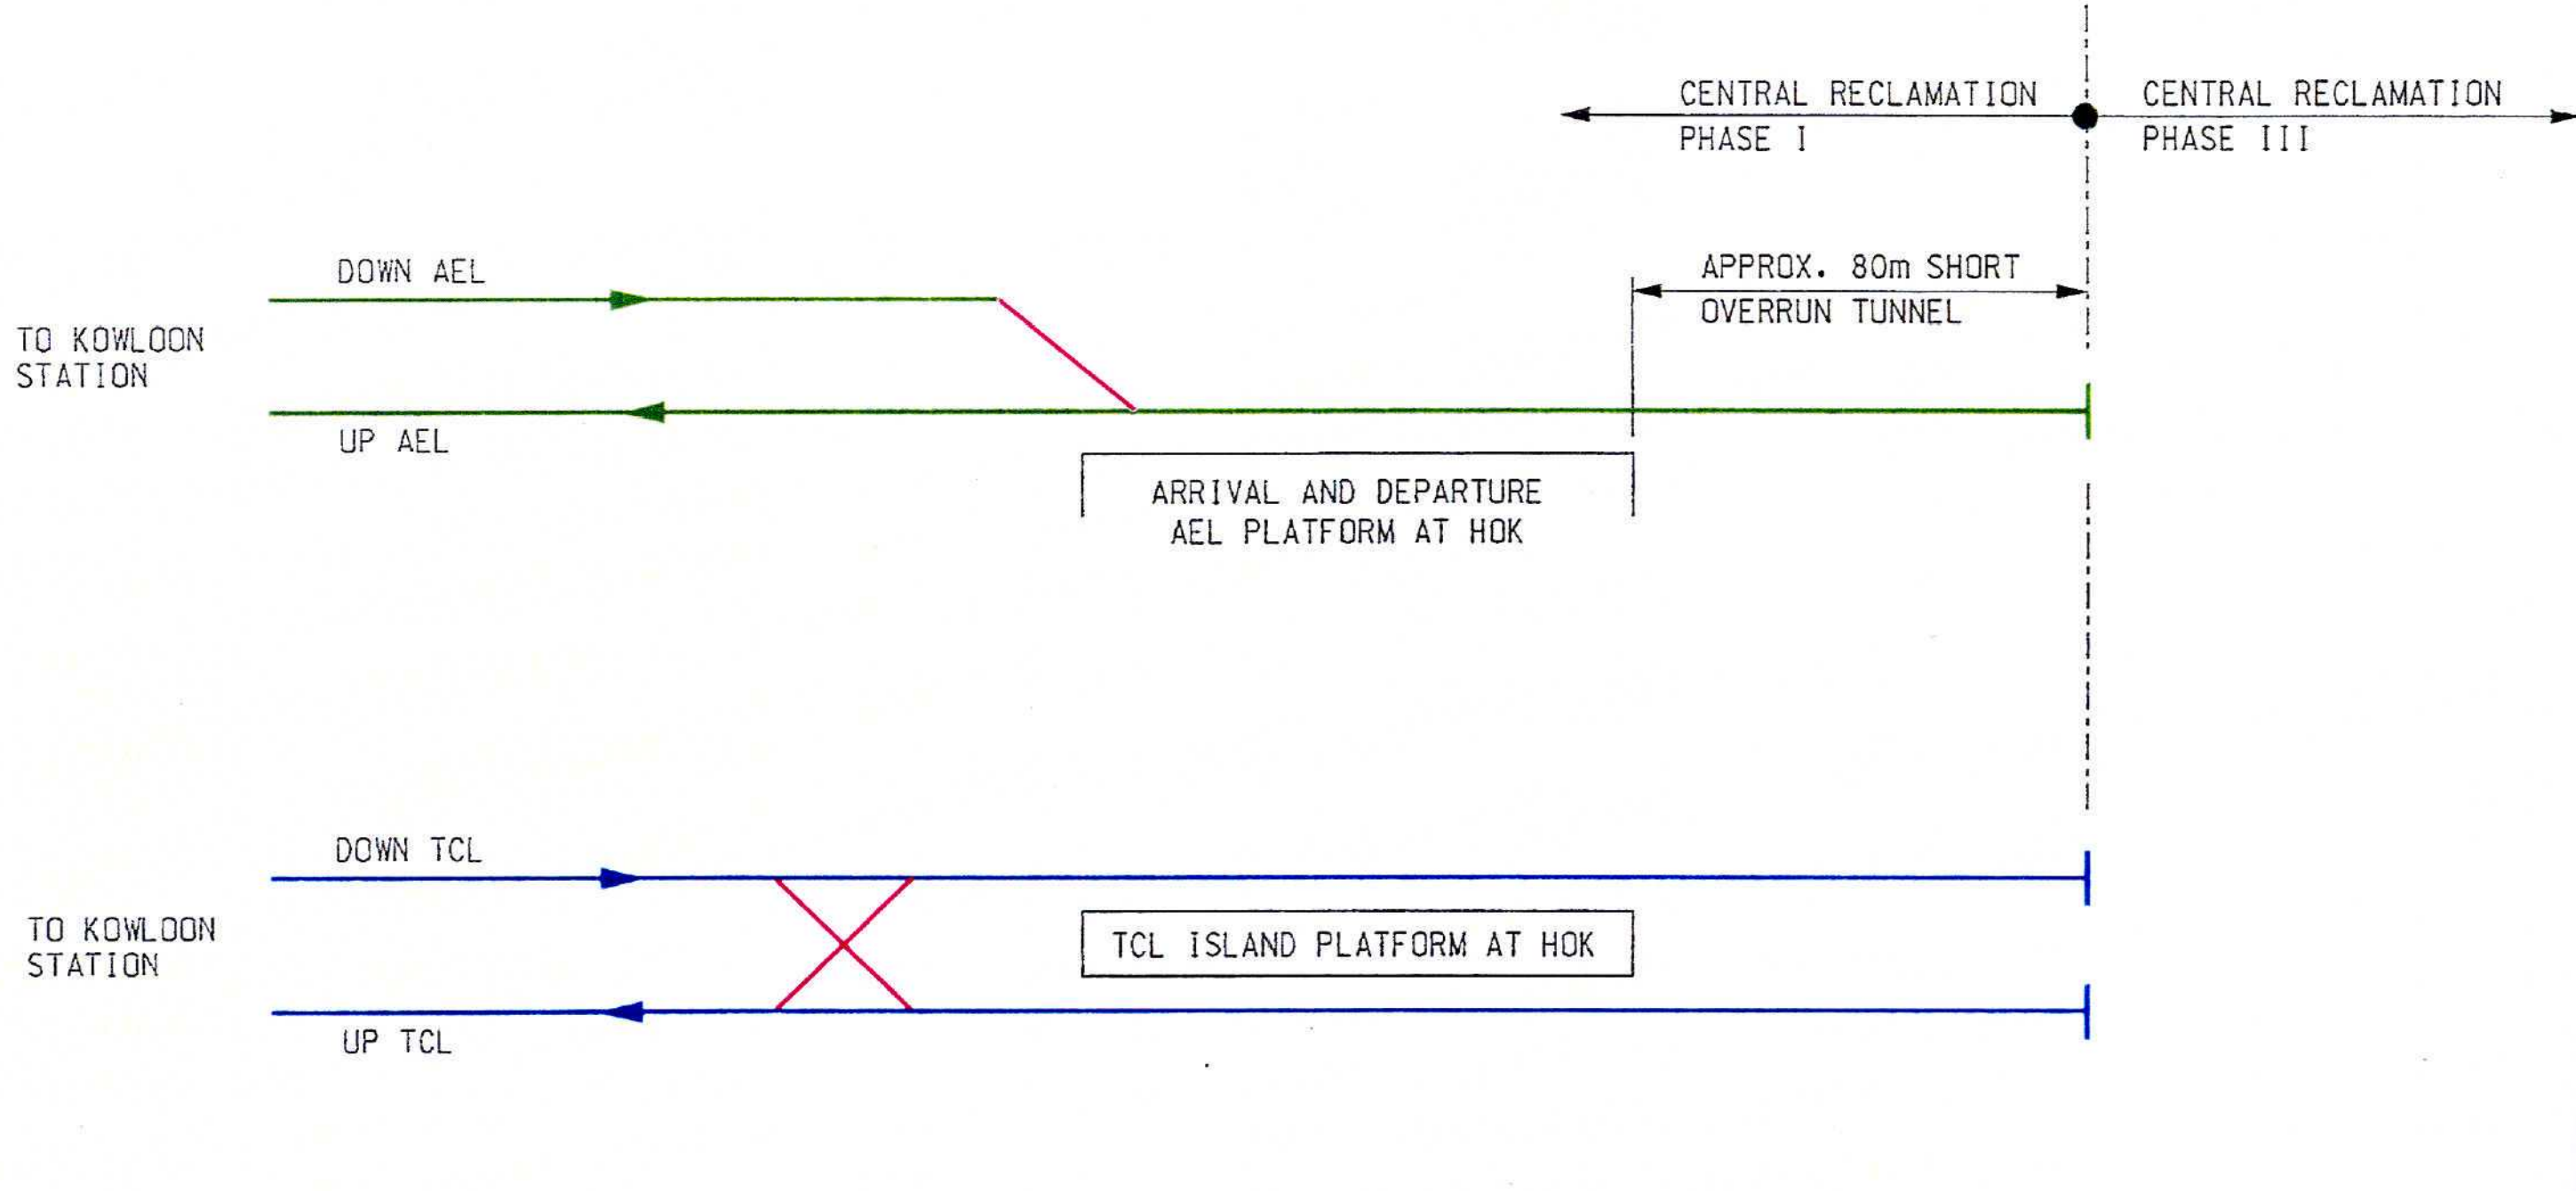 CENTRAL RECLAMATION
PHASE I
CENTRAL RECLAMATION
PHASE III
DOWN AEL
APPROX. 80m SHORT
OVERRUN TUNNEL
TO KOWLOON
STATION
UP AEL
ARRIVAL AND DEPARTURE
AEL PLATFORM AT HOK
DOWN TCL
TO KOWLOON
STATION
TCL ISLAND PLATFORM AT HOK
UP TCL